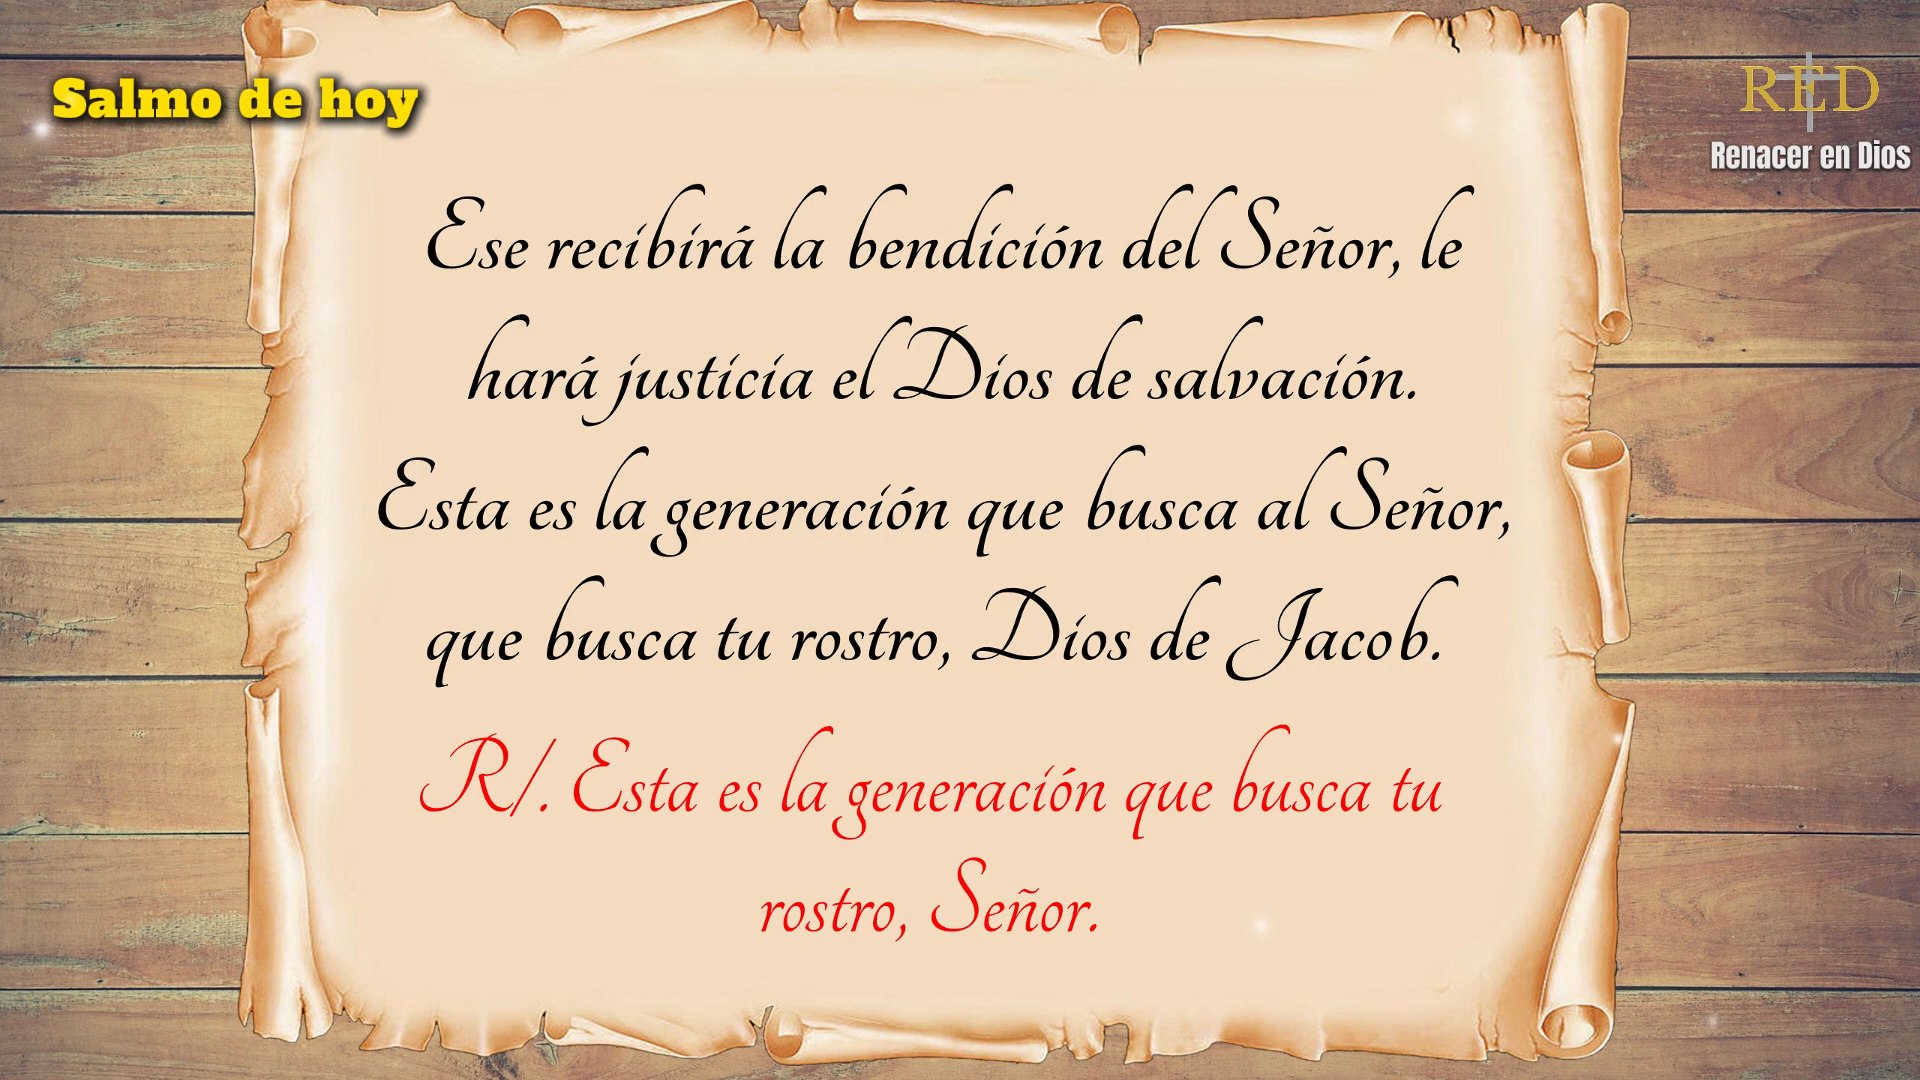 Salmo de hoy
RED
Renacer en Dios
Ese recibirá la bendición del Señor, le
hará justicia el Dios de salvación.
Esta es la generación que busca al Señor,
que busca tu rostro, Dios de Jacob.
R/. Esta es la generación que busca tu
rostro, Señor.